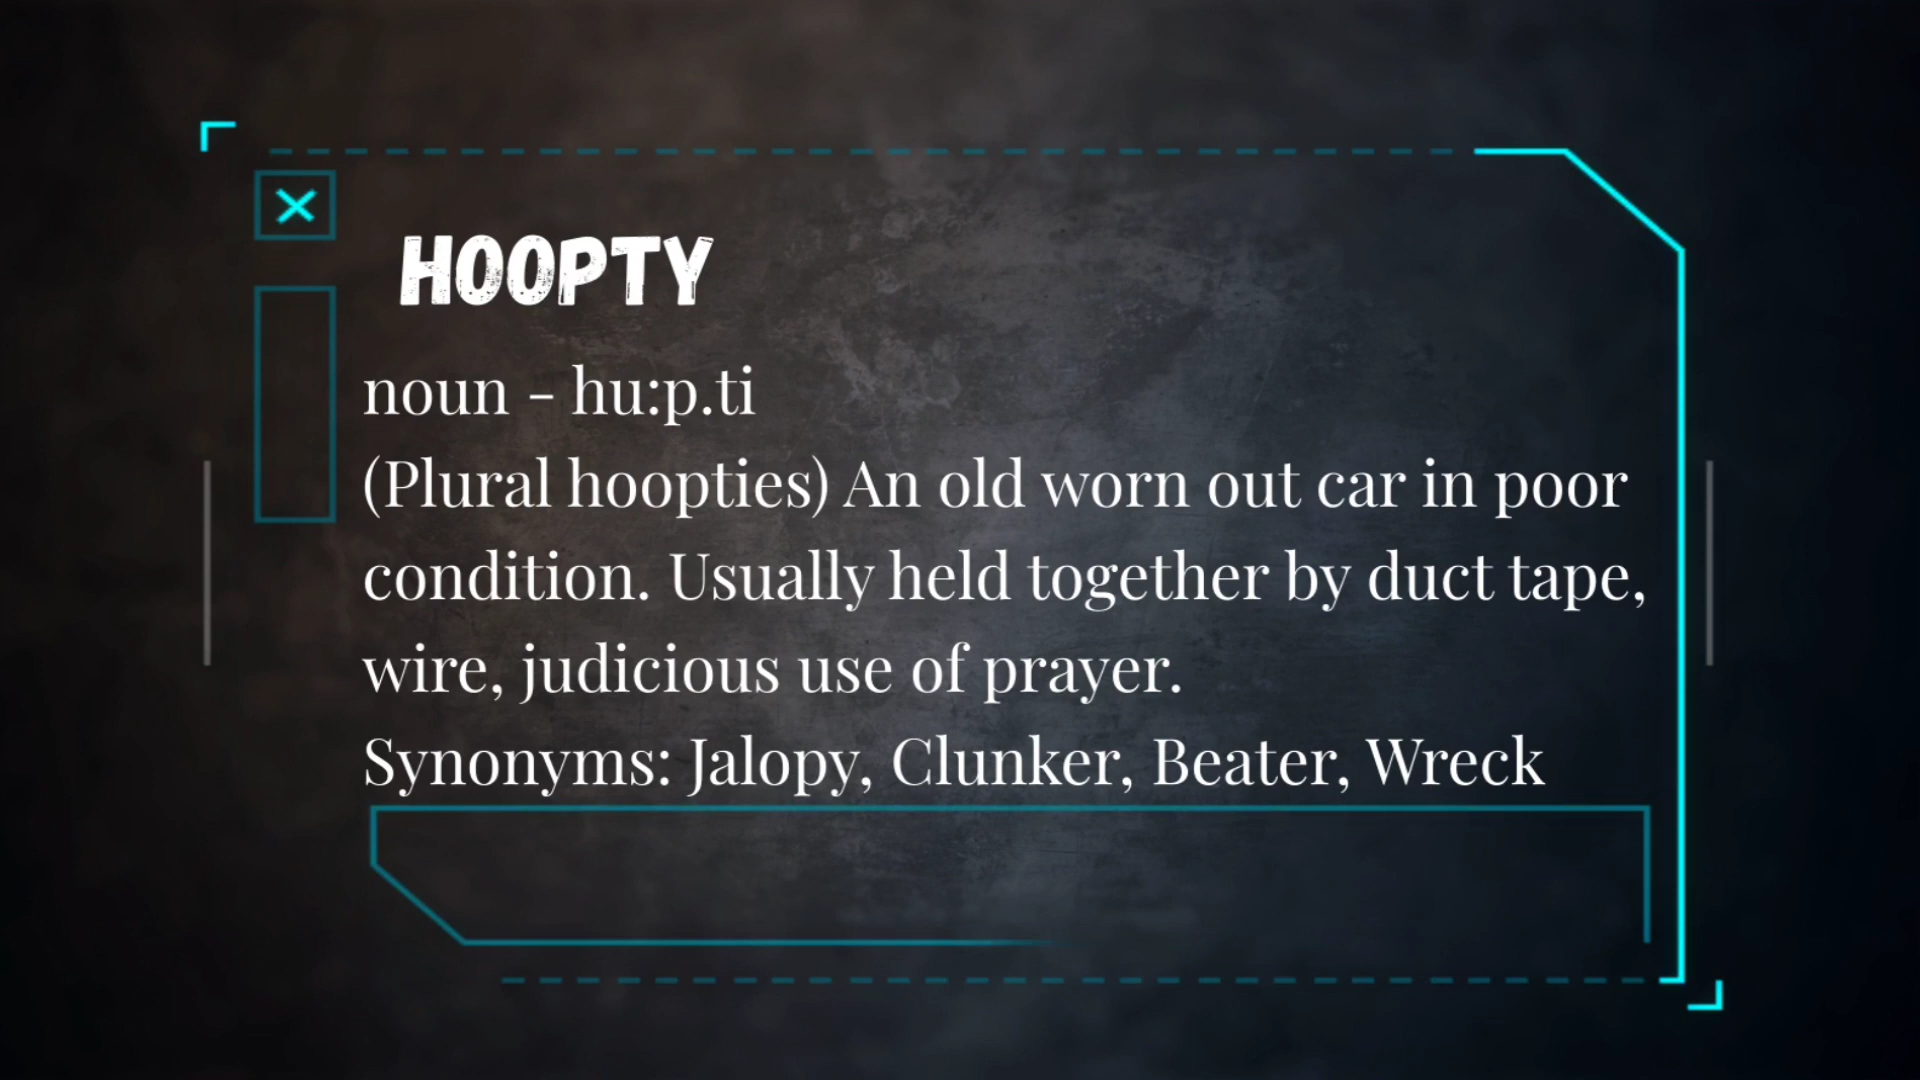 HOOPTY
noun - hu:p.ti
(Plural hoopties) An old worn out car in poor
condition. Usually held together by duct tape,
wire, judicious use of prayer.
Synonyms: Jalopy, Clunker, Beater, Wreck